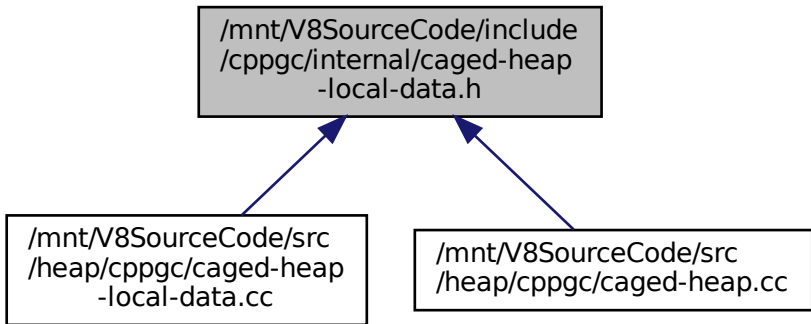 /mnt/V8SourceCode/include
/cppgc/internal/caged-heap
-local-data.h
/mnt/V8SourceCode/src
/heap/cppgc/caged-heap
-local-data.cc
/mnt/V8SourceCode/src
/heap/cppgc/caged-heap.cc